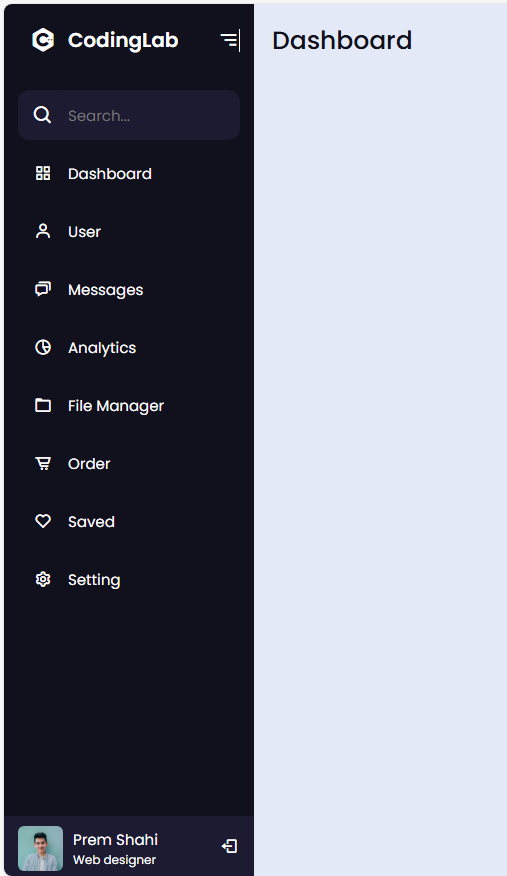 CodingLab
Dashboard
Search...
Dashboard
User
Messages
Analytics
File Manager
Order
Saved
Setting
Prem Shahi
Web designer